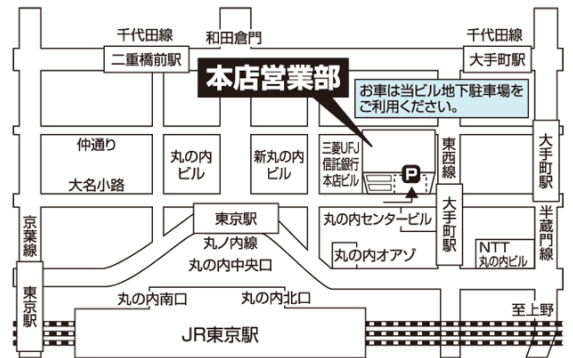 千代田線
和田倉門
千代田線
二重橋前駅
大手町駅
本店営業部
お車は当ビル地下駐車場を
ご利用ください。
仲通り
大名小路
丸の内
ビル
新丸の内
ビル
三菱UFJ
信託銀行
本店ビル
P
東西線
大手町駅
大手町駅
半蔵門線
東京駅
丸ノ内線
丸の内中央口
丸の内センタービル
丸の内オアゾ
NTT
丸の内ビル
京葉線
東京駅
丸の内南口
丸の内北口
至上野
JR東京駅